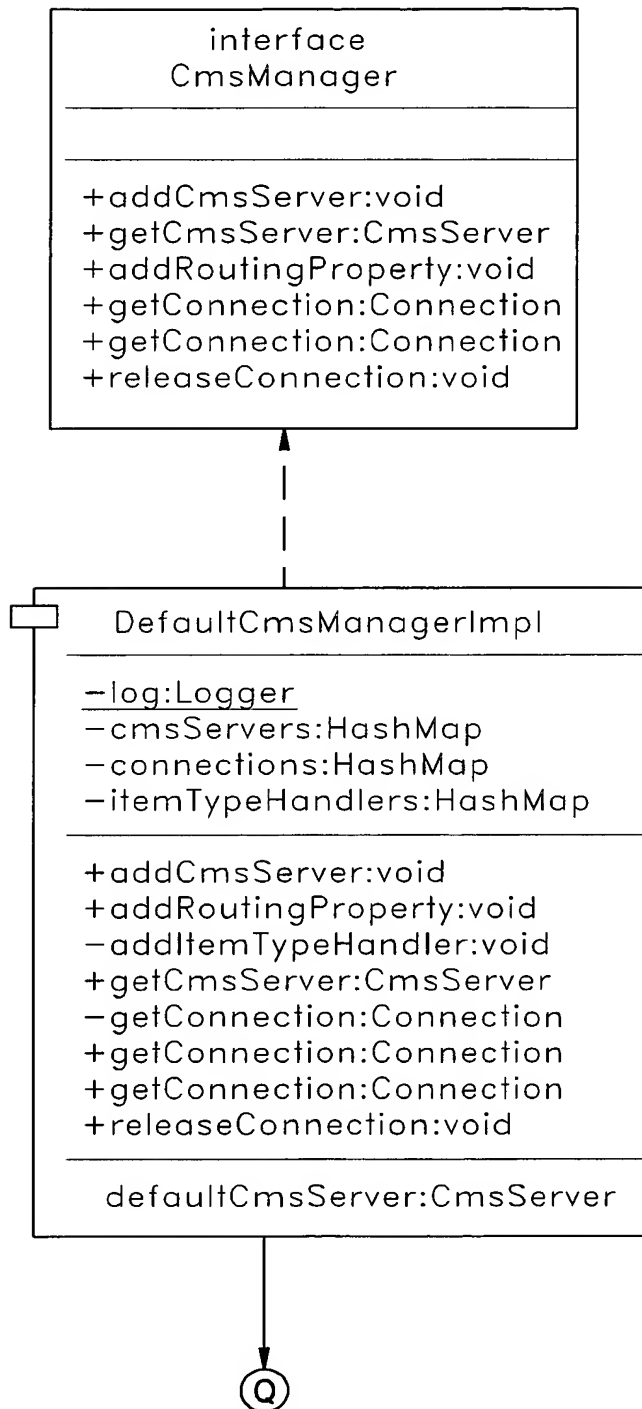 interface
CmsManager
+addCmsServer:void
+getCmsServer:CmsServer
+addRoutingProperty:void
+getConnection:Connection
+getConnection:Connection
+releaseConnection:void
DefaultCmsManagerImpl
-log:Logger
-cmsServers:HashMap
-connections:HashMap
-itemTypeHandlers:HashMap
+addCmsServer:void
+addRoutingProperty:void
-addItemTypeHandler:void
+getCmsServer:CmsServer
-getConnection:Connection
+getConnection:Connection
+getConnection:Connection
+releaseConnection:void
defaultCmsServer:CmsServer
Q